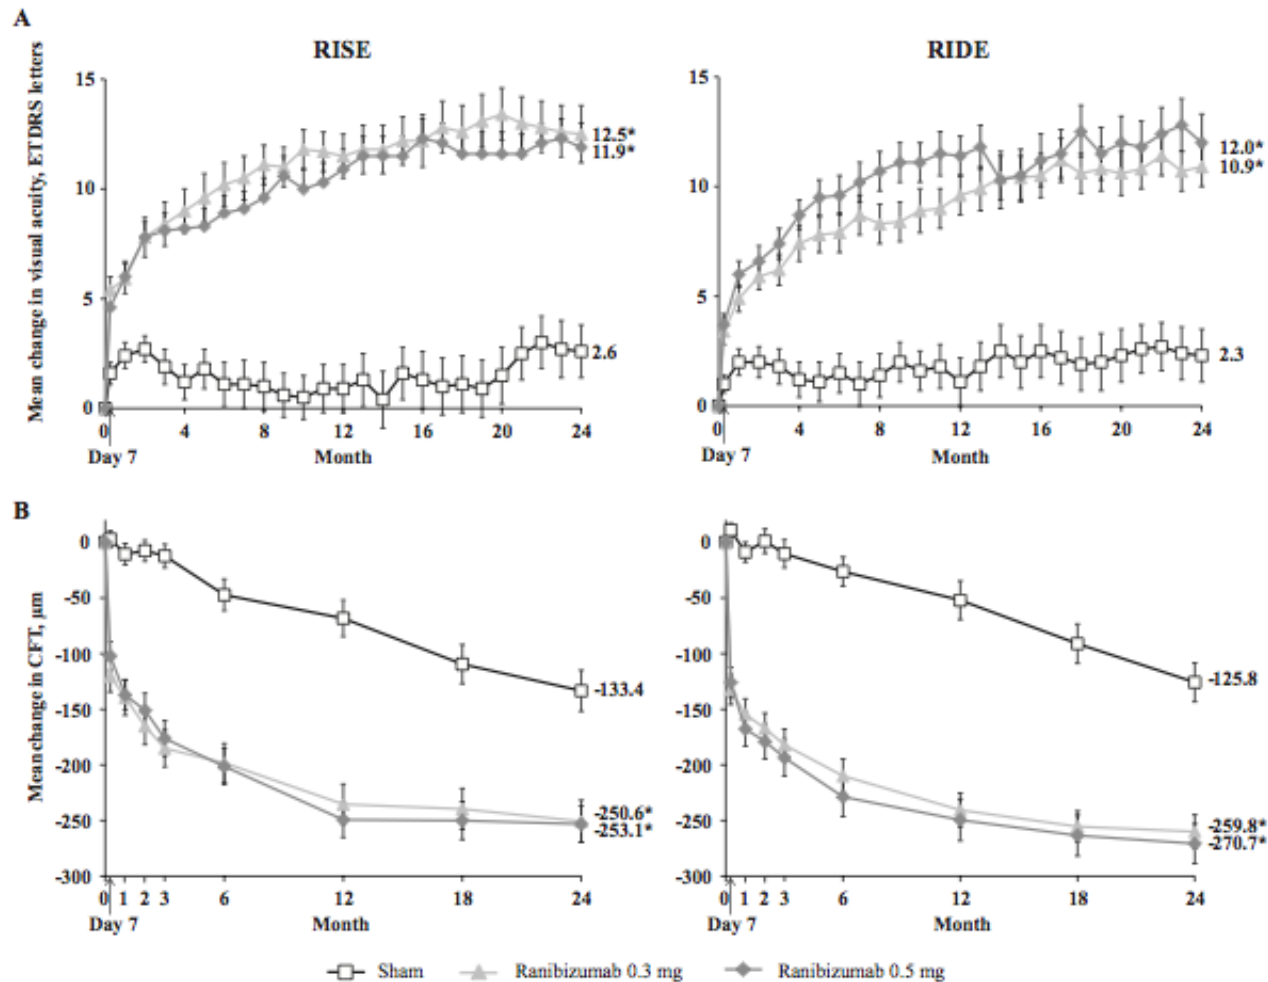 A
RISE
RIDE
Mean change in visual acuity, ETDRS letters
15
10
5
0
12.5*
11.9*
2.6
0 4 8 12 16 20 24
Day 7
Month
15
10
5
0
12.0*
10.9*
2.3
0 4 8 12 16 20 24
Day 7
Month
B
Mean change in CFT, μm
0
-50
-100
-150
-200
-250
-300
-133.4
-250.6*
-253.1*
0 1 2 3 6 12 18 24
Day 7
Month
0
-50
-100
-150
-200
-250
-300
-125.8
-259.8*
-270.7*
0 1 2 3 6 12 18 24
Day 7
Month
Sham Ranibizumab 0.3 mg Ranibizumab 0.5 mg